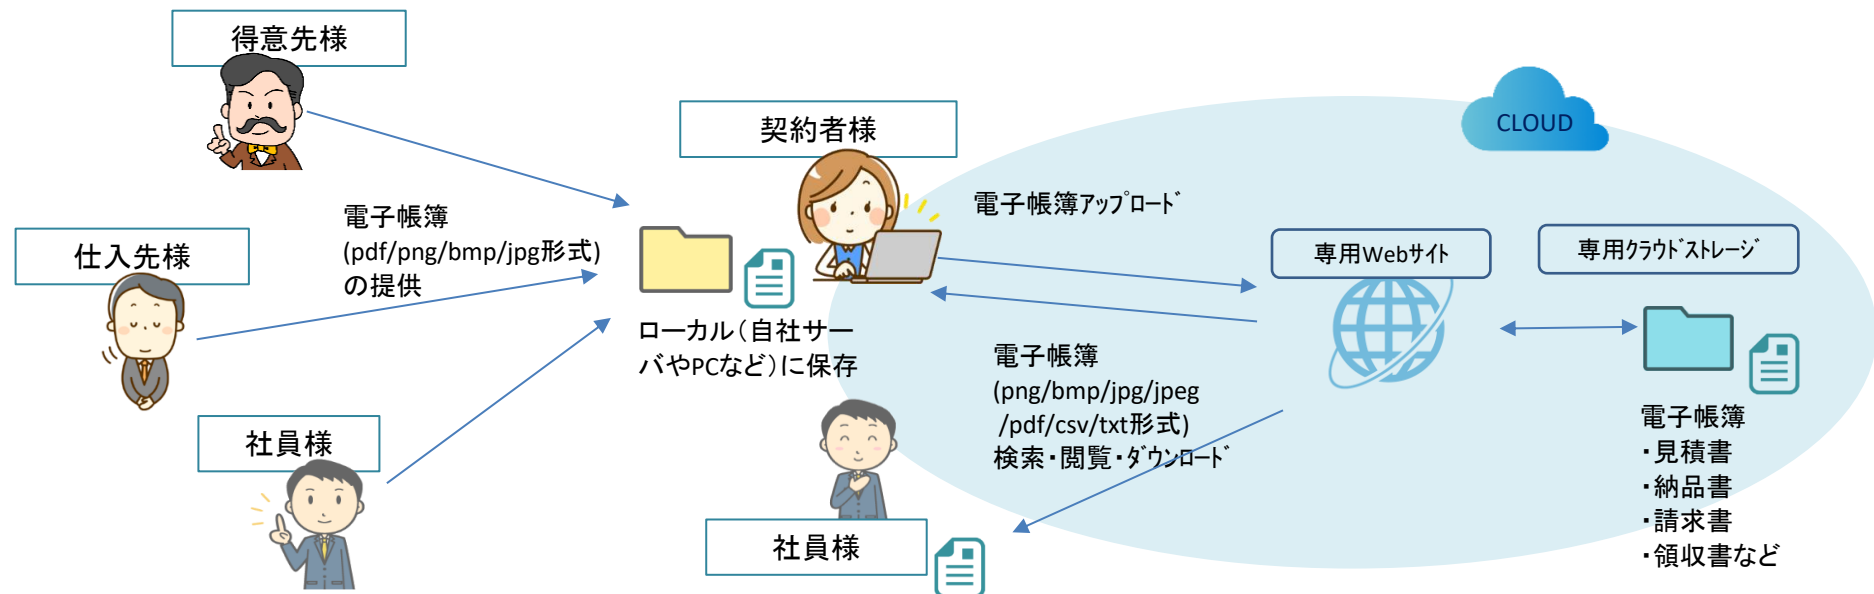 得意先様
契約者様
CLOUD
電子帳簿
(pdf/png/bmp/jpg形式)
の提供
電子帳簿ｱｯﾌﾟﾛｰﾄﾞ
仕入先様
専用Webｻｲﾄ
専用ｸﾗｳﾄﾞｽﾄﾚｰｼﾞ
ローカル（自社サー
バやPCなど）に保存
電子帳簿
(png/bmp/jpg/jpeg
/pdf/csv/txt形式)
検索・閲覧・ﾀﾞｳﾝﾛｰﾄﾞ
社員様
社員様
電子帳簿
・見積書
・納品書
・請求書
・領収書など